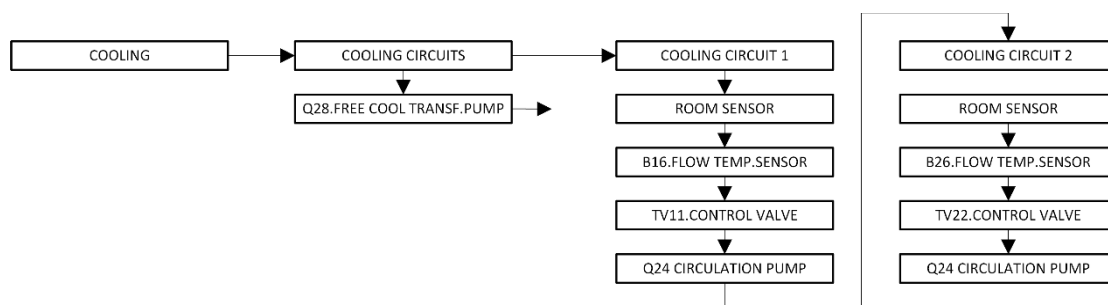 COOLING
COOLING CIRCUITS
Q28.FREE COOL TRANSF.PUMP
COOLING CIRCUIT 1
ROOM SENSOR
B16.FLOW TEMP.SENSOR
TV11.CONTROL VALVE
Q24 CIRCULATION PUMP
COOLING CIRCUIT 2
ROOM SENSOR
B26.FLOW TEMP.SENSOR
TV22.CONTROL VALVE
Q24 CIRCULATION PUMP